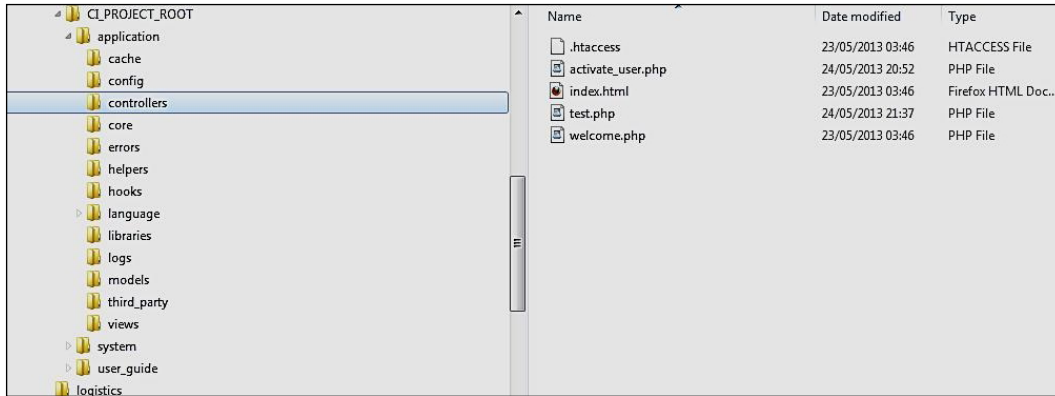 CI_PROJECT_ROOT
application
cache
config
controllers
core
errors
helpers
hooks
language
libraries
logs
models
third_party
views
system
user_guide
logistics
Name Date modified Type
.htaccess 23/05/2013 03:46 HTACCESS File
activate_user.php 24/05/2013 20:52 PHP File
index.html 23/05/2013 03:46 Firefox HTML Doc...
test.php 24/05/2013 21:37 PHP File
welcome.php 23/05/2013 03:46 PHP File